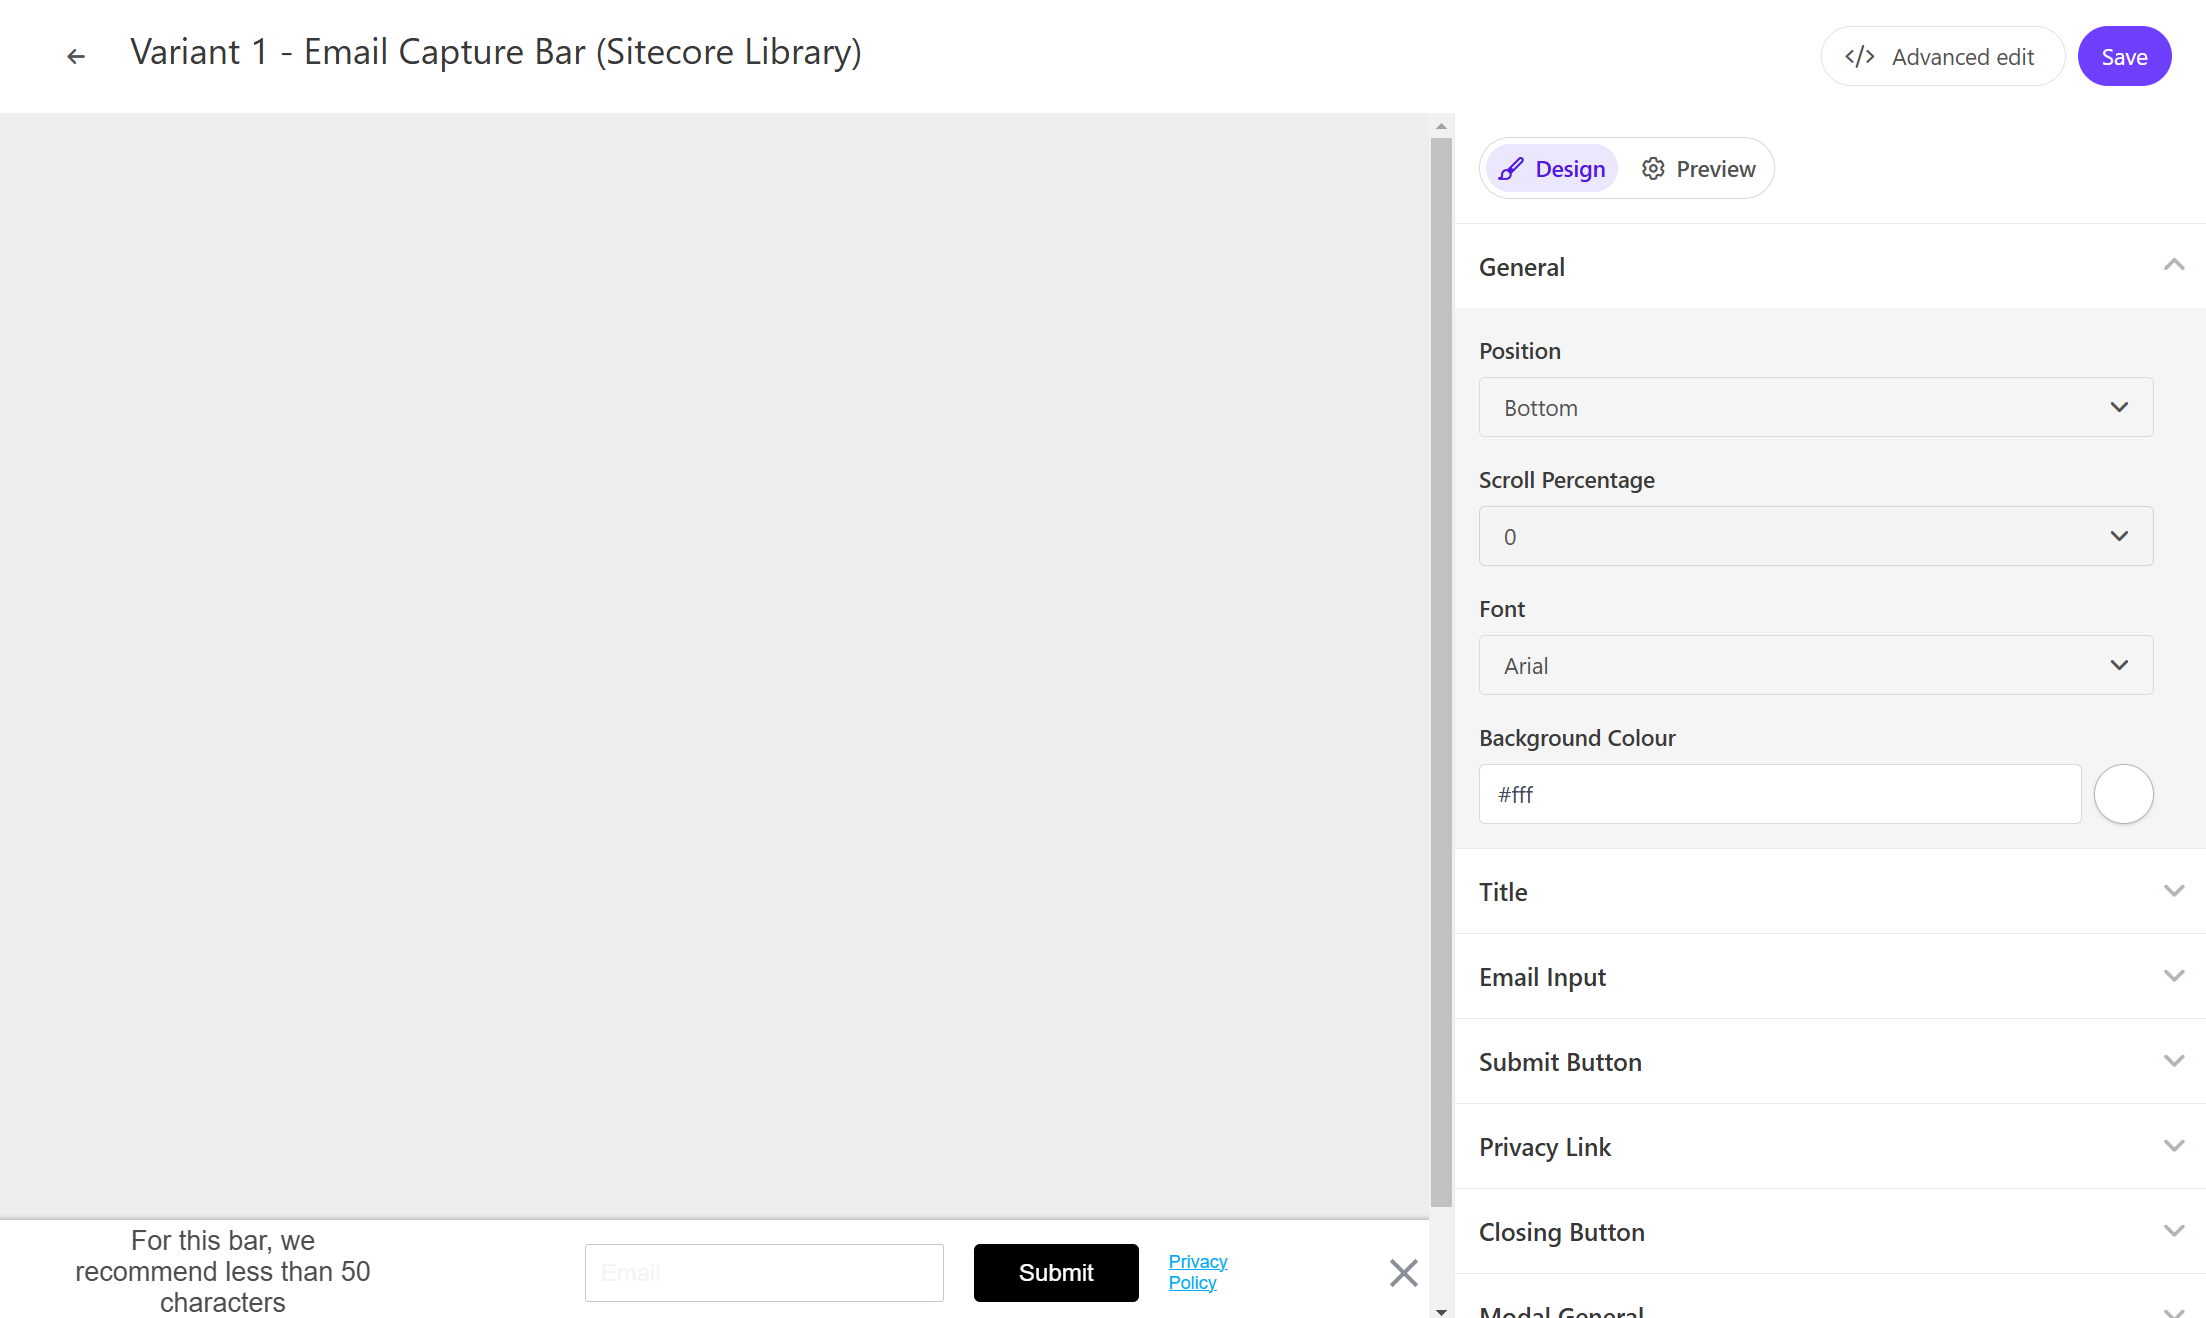 Variant 1 - Email Capture Bar (Sitecore Library)
</> Advanced edit
Save
Design
Preview
General
Position
Bottom
Scroll Percentage
0
Font
Arial
Background Colour
#fff
Title
Email Input
Submit Button
Privacy Link
Closing Button
Modal General
For this bar, we
recommend less than 50
characters
Email
Submit
Privacy
Policy